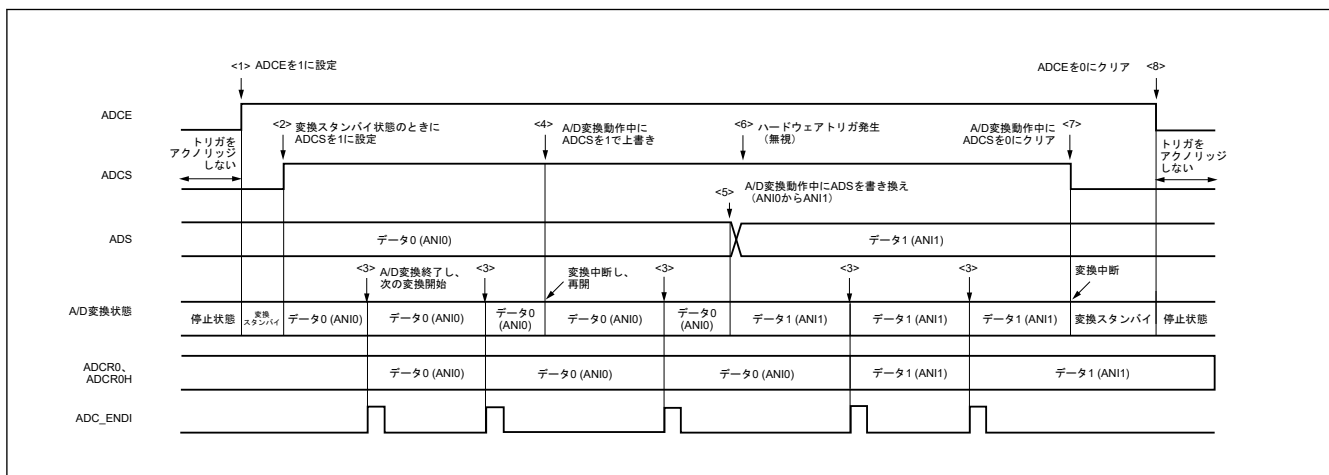 <1> ADCEを1に設定
ADCEを0にクリア <8>
ADCE
トリガを
アクノリッジ
しない
<2> 変換スタンバイ状態のときに
ADCSを1に設定
<4> A/D変換動作中に
ADCSを1で上書き
<6> ハードウェアトリガ発生
(無視)
A/D変換動作中に
ADCSを0にクリア
<7>
トリガを
アクノリッジ
しない
ADCS
<5> A/D変換動作中にADSを書き換え
(ANI0からANI1)
ADS
データ0 (ANI0)
データ1 (ANI1)
<3> A/D変換終了し、
次の変換開始
<3>
変換中断し、
再開
<3>
<3>
<3>
変換中断
A/D変換状態
停止状態
変換
スタンバイ
データ0 (ANI0)
データ0 (ANI0)
データ0
(ANI0)
データ0 (ANI0)
データ0
(ANI0)
データ1 (ANI1)
データ1 (ANI1)
データ1 (ANI1)
変換スタンバイ
停止状態
ADCR0、
ADCR0H
データ0 (ANI0)
データ0 (ANI0)
データ0 (ANI0)
データ1 (ANI1)
データ1 (ANI1)
ADC_ENDI